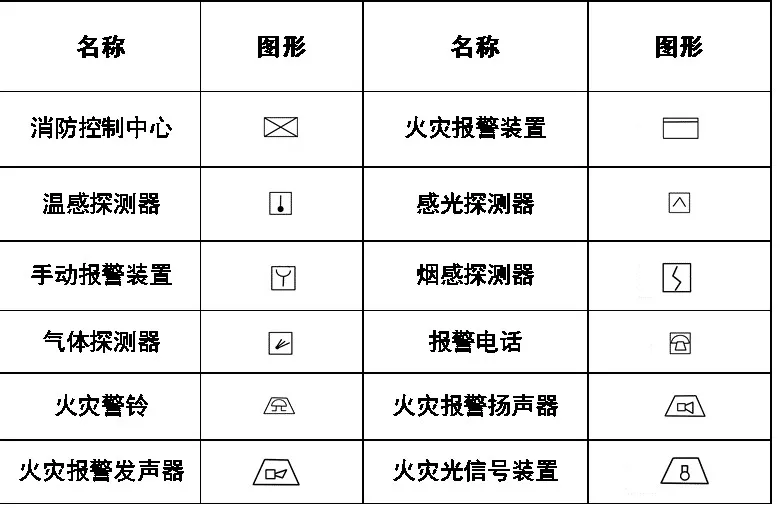 名称 图形 名称 图形
消防控制中心 火灾报警装置
温感探测器 感光探测器
手动报警装置 烟感探测器
气体探测器 报警电话
火灾警铃 火灾报警扬声器
火灾报警发声器 火灾光信号装置